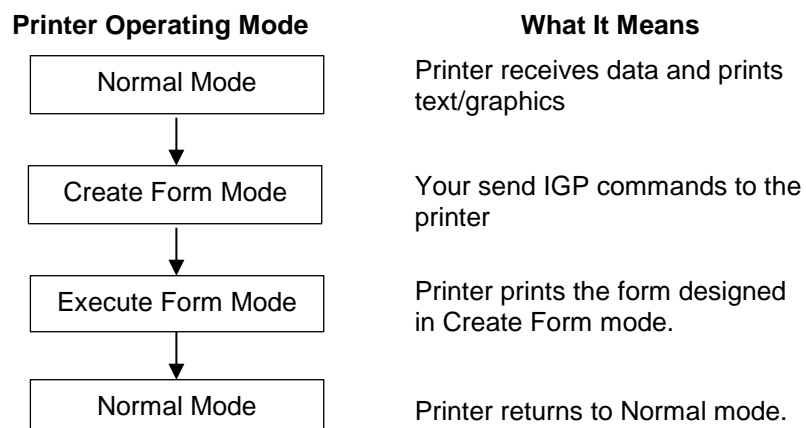 Printer Operating Mode
What It Means
Normal Mode
Printer receives data and prints
text/graphics
Create Form Mode
Your send IGP commands to the
printer
Execute Form Mode
Printer prints the form designed
in Create Form mode.
Normal Mode
Printer returns to Normal mode.